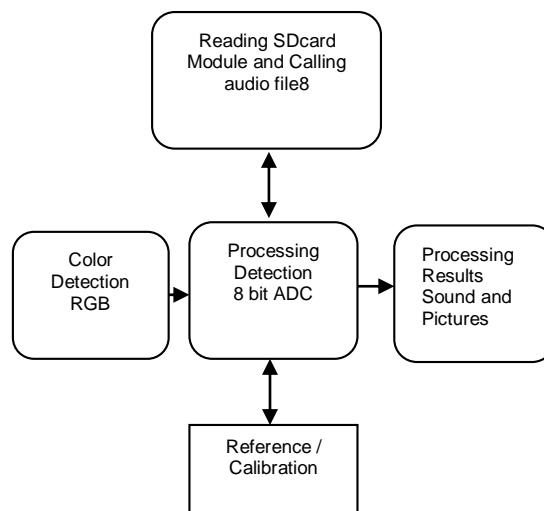 Reading SDcard
Module and Calling
audio file8
Color
Detection
RGB
Processing
Detection
8 bit ADC
Processing
Results
Sound and
Pictures
Reference /
Calibration